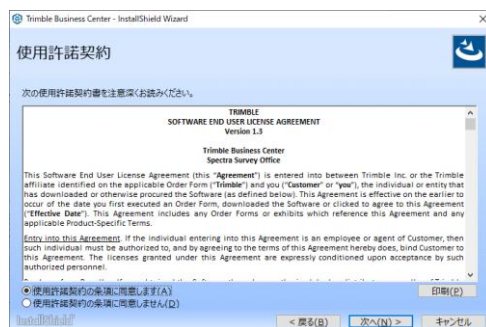 Trimble Business Center - InstallShield Wizard
使用許諾契約
次の使用許諾契約書を注意深くお読みください。
TRIMBLE
SOFTWARE END USER LICENSE AGREEMENT
Version 1.3
Trimble Business Center
Spectra Survey Office
This Software End User License Agreement (this "Agreement") is entered into between Trimble Inc. or the Trimble
affiliate identified on the applicable Order Form ("Trimble") and you ("Customer" or "you"), the individual or entity that
has downloaded or otherwise procured the Software (as defined below). This Agreement is effective on the earlier to
occur of the date you first executed an Order Form, downloaded the Software or clicked to agree to this Agreement
("Effective Date"). This Agreement includes any Order Forms or exhibits which reference this Agreement and any
applicable Product-Specific Terms.
Entry into this Agreement. If the individual entering into this Agreement is an employee or agent of Customer, then
such individual must be authorized to, and by agreeing to the terms of this Agreement hereby does, bind Customer to
this Agreement. The licenses granted under this Agreement are expressly conditioned upon acceptance by such
authorized personnel.
使用許諾契約の条項に同意します(A)
印刷(P)
使用許諾契約の条項に同意しません(D)
InstallShield
< 戻る(B)
次へ(N) >
キャンセル